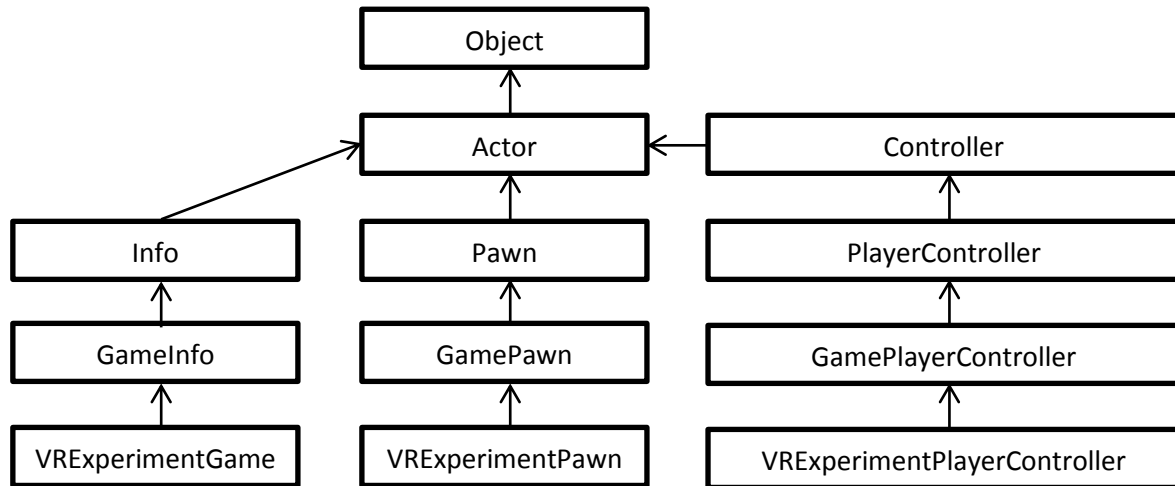 Object
Actor
Controller
Info
Pawn
PlayerController
GameInfo
GamePawn
GamePlayerController
VRExperimentGame
VRExperimentPawn
VRExperimentPlayerController